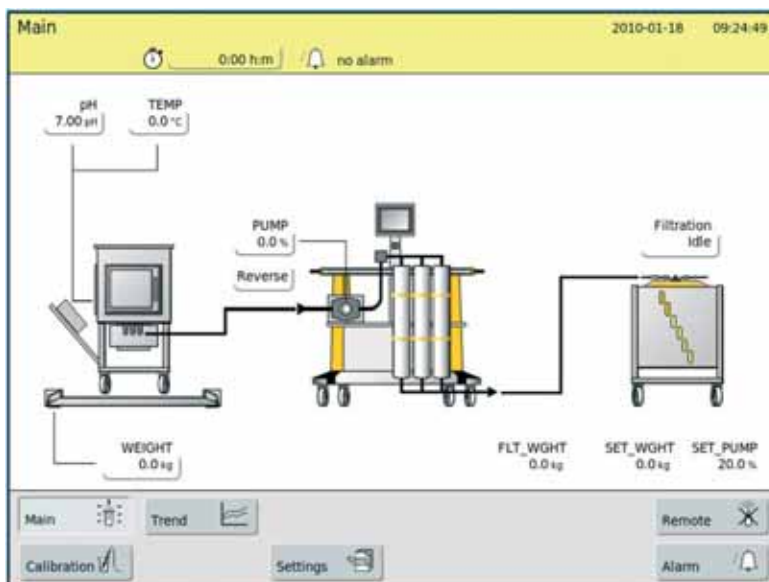 Main
2010-01-18 09:24:49
0:00 h:m
no alarm
pH
7.00 pH
TEMP
0.0 °C
PUMP
0.0 %
Reverse
Filtration
Idle
WEIGHT
0.0 kg
FLT_WGHT
0.0 kg
SET_WGHT
0.0 kg
SET_PUMP
20.0 %
Main
Trend
Remote
Calibration
Settings
Alarm